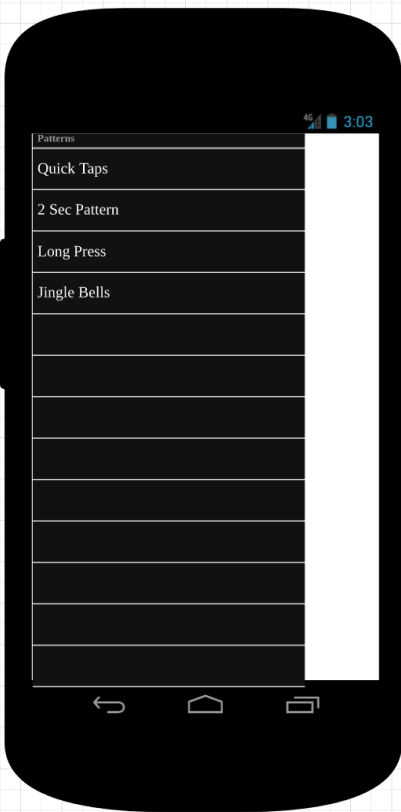 4G 3:03
Patterns
Quick Taps
2 Sec Pattern
Long Press
Jingle Bells